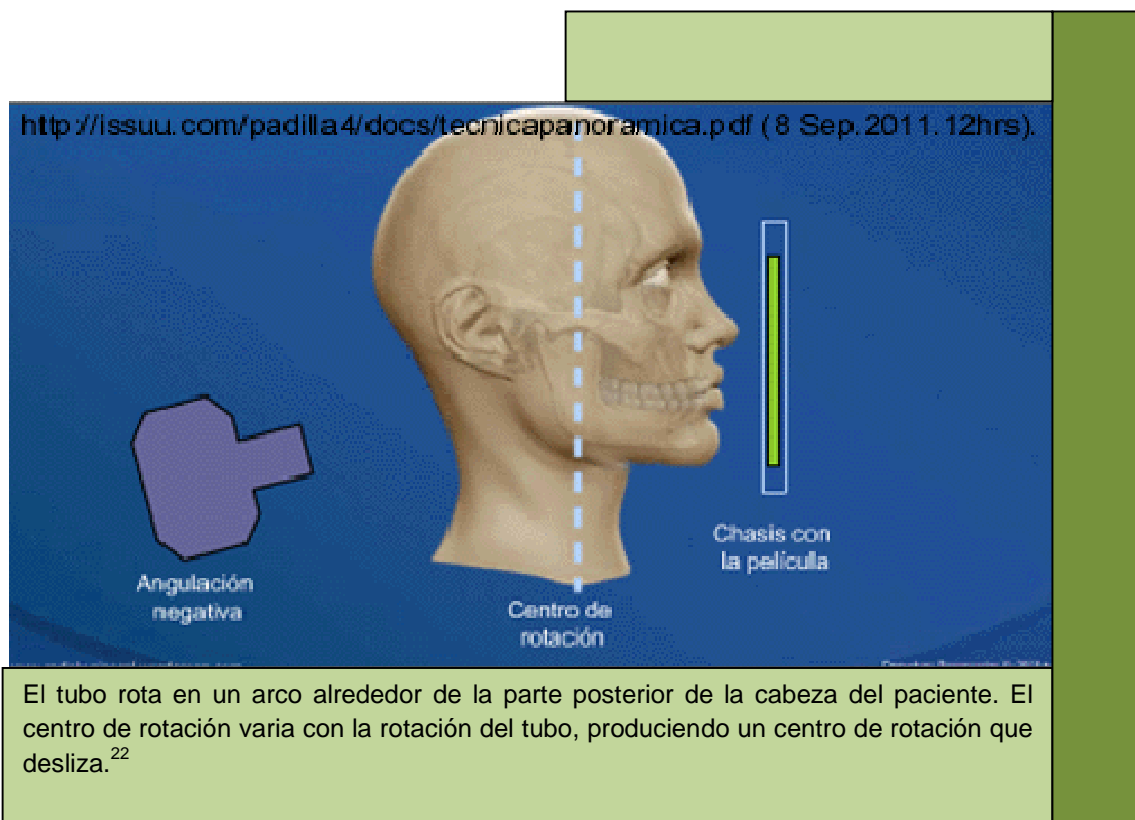 http://issuu.com/padilla4/docs/tecnicapanoramica.pdf (8 Sep.2011.12hrs).
Chasis con
la película
Angulación
negativa
Centro de
rotación
El tubo rota en un arco alrededor de la parte posterior de la cabeza del paciente. El
centro de rotación varia con la rotación del tubo, produciendo un centro de rotación que
desliza.22